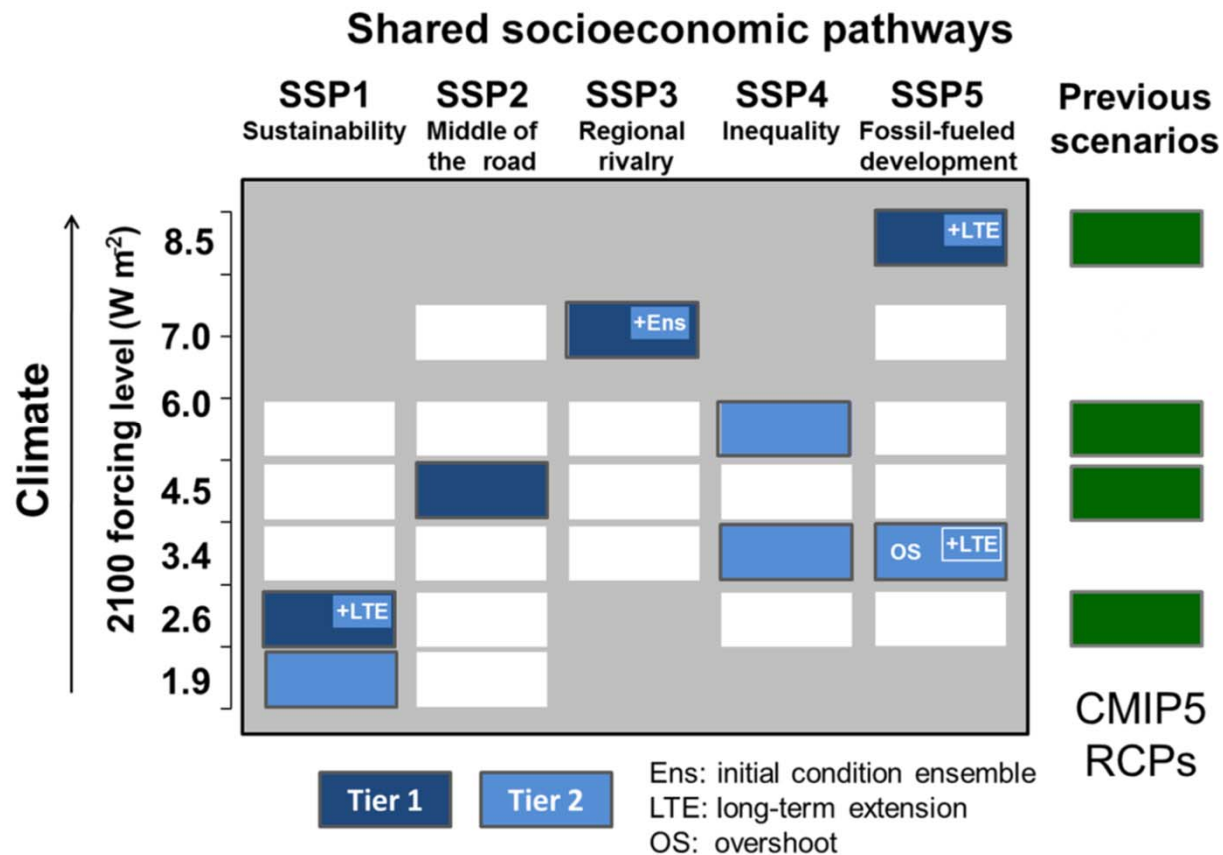 Shared socioeconomic pathways
SSP1 SSP2 SSP3 SSP4 SSP5 Previous
Sustainability Middle of Regional Inequality Fossil-fueled scenarios
the road rivalry development
Climate
2100 forcing level (W m-2)
8.5 +LTE
7.0 +Ens
6.0
4.5
3.4 OS +LTE
2.6 +LTE
1.9
CMIP5
RCPs
Tier 1 Tier 2
Ens: initial condition ensemble
LTE: long-term extension
OS: overshoot